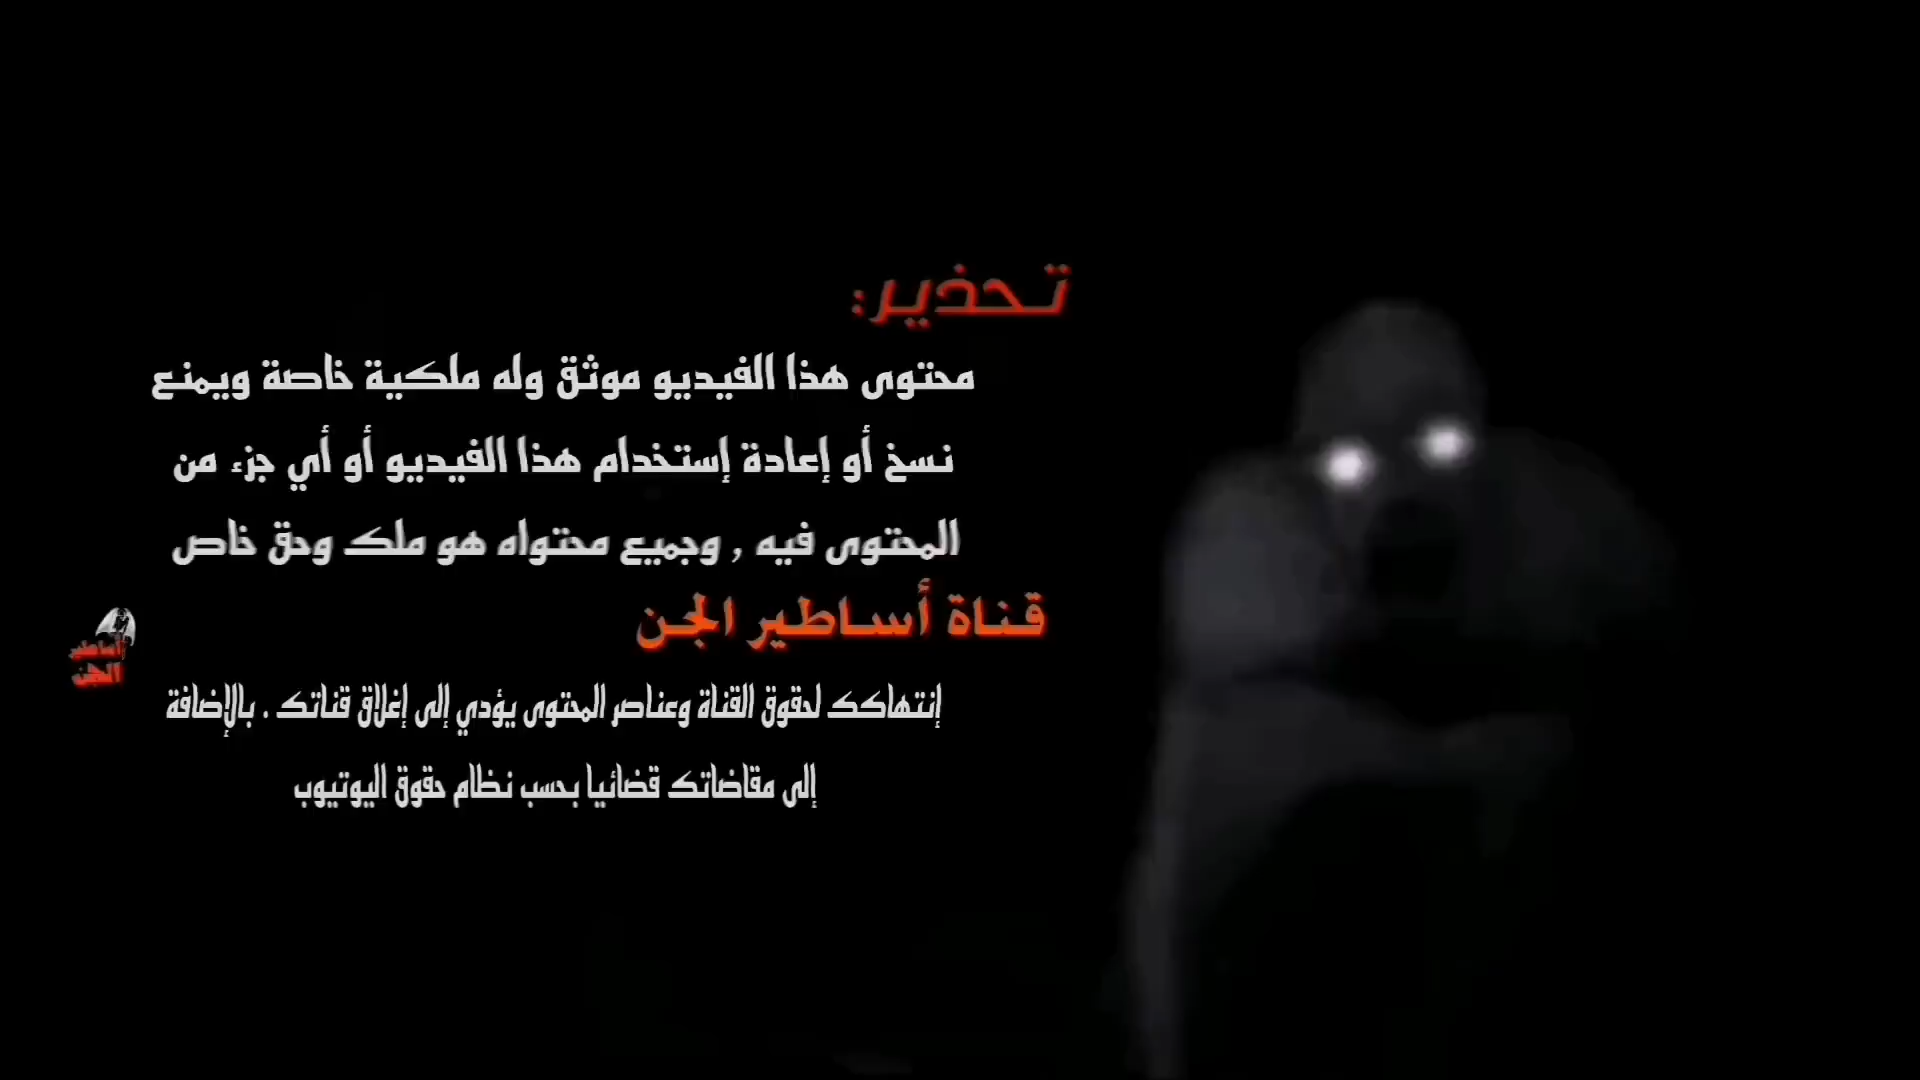 تحذير:
محتوى هذا الفيديو موثق وله ملكية خاصة ويمنع
نسخ أو إعادة إستخدام هذا الفيديو أو أي جزء من
المحتوى فيه , وجميع محتواه هو ملك وحق خاص
قناة أساطير الجن
إنتهاكك لحقوق القناة وعناصر المحتوى يؤدي إلى إغلاق قناتك . بالإضافة
إلى مقاضاتك قضائيا بحسب نظام حقوق اليوتيوب
أساطير
الجن